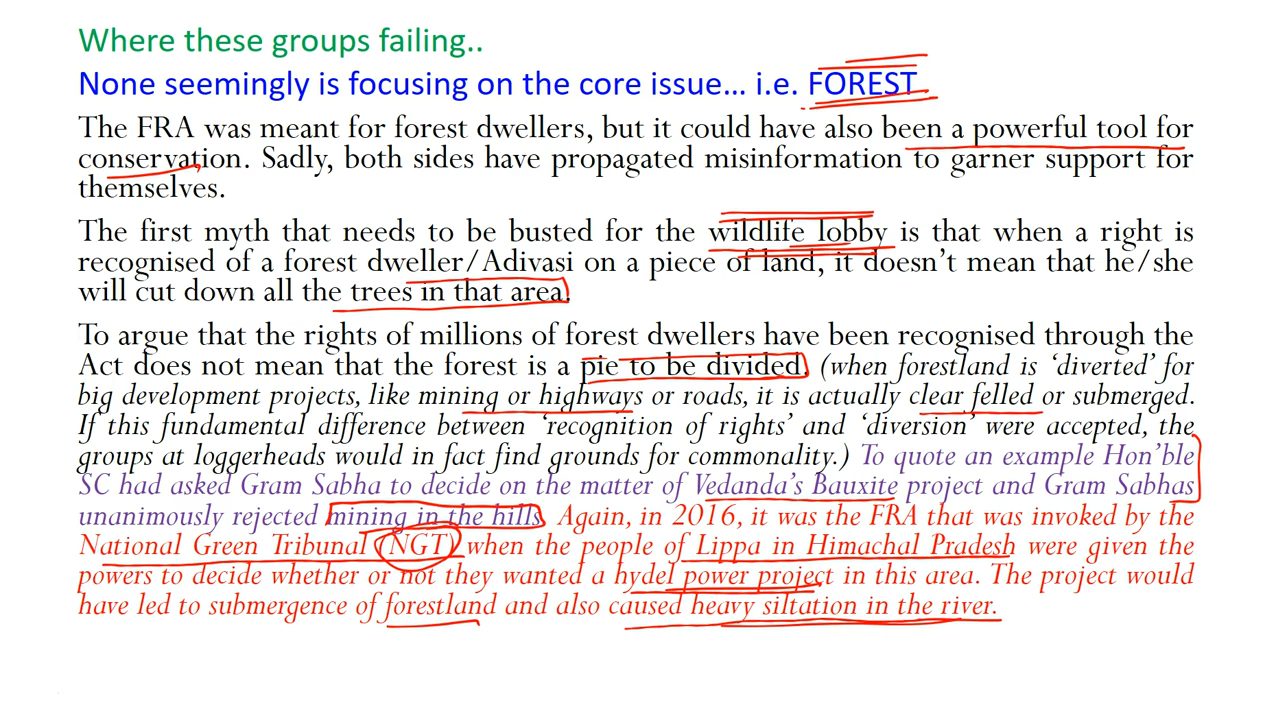 Where these groups failing..
None seemingly is focusing on the core issue... i.e. FOREST
The FRA was meant for forest dwellers, but it could have also been a powerful tool for
conservation. Sadly, both sides have propagated misinformation to garner support for
themselves.
The first myth that needs to be busted for the wildlife lobby is that when a right is
recognised of a forest dweller/Adivasi on a piece of land, it doesn't mean that he/she
will cut down all the trees in that area.
To argue that the rights of millions of forest dwellers have been recognised through the
Act does not mean that the forest is a pie to be divided. (when forestland is 'diverted' for
big development projects, like mining or highways or roads, it is actually clear felled or submerged.
If this fundamental difference between 'recognition of rights' and 'diversion' were accepted, the
groups at loggerheads would in fact find grounds for commonality.) To quote an example Hon'ble
SC had asked Gram Sabha to decide on the matter of Vedanda's Bauxite project and Gram Sabhas
unanimously rejected mining in the hills. Again, in 2016, it was the FRA that was invoked by the
National Green Tribunal (NGT) when the people of Lippa in Himachal Pradesh were given the
powers to decide whether or not they wanted a hydel power project in this area. The project would
have led to submergence of forestland and also caused heavy siltation in the river.